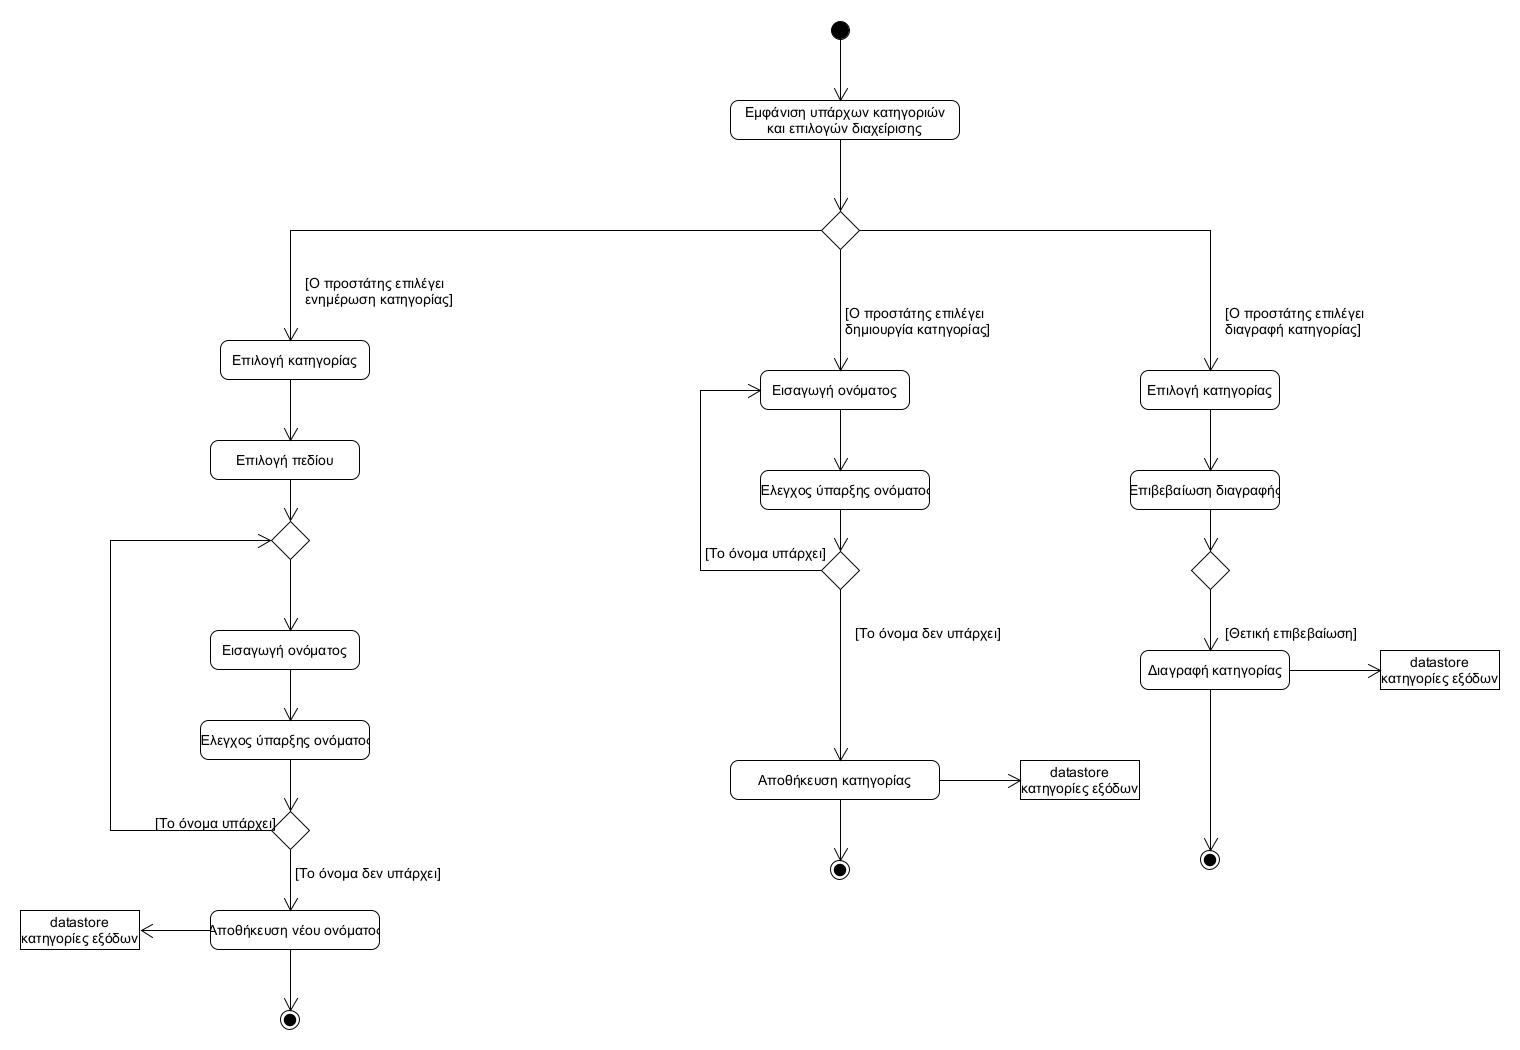 Εμφάνιση υπάρχων κατηγοριών
και επιλογών διαχείρισης
[Ο προστάτης επιλέγει
ενημέρωση κατηγορίας]
[Ο προστάτης επιλέγει
δημιουργία κατηγορίας]
[Ο προστάτης επιλέγει
διαγραφή κατηγορίας]
Επιλογή κατηγορίας
Εισαγωγή ονόματος
Επιλογή κατηγορίας
Επιλογή πεδίου
Ελεγχος ύπαρξης ονόματος
Επιβεβαίωση διαγραφής
[Το όνομα υπάρχει]
[Το όνομα δεν υπάρχει]
[Θετική επιβεβαίωση]
Εισαγωγή ονόματος
Διαγραφή κατηγορίας
datastore
κατηγορίες εξόδων
Ελεγχος ύπαρξης ονόματος
Αποθήκευση κατηγορίας
datastore
κατηγορίες εξόδων
[Το όνομα υπάρχει]
[Το όνομα δεν υπάρχει]
datastore
κατηγορίες εξόδων
Αποθήκευση νέου ονόματος